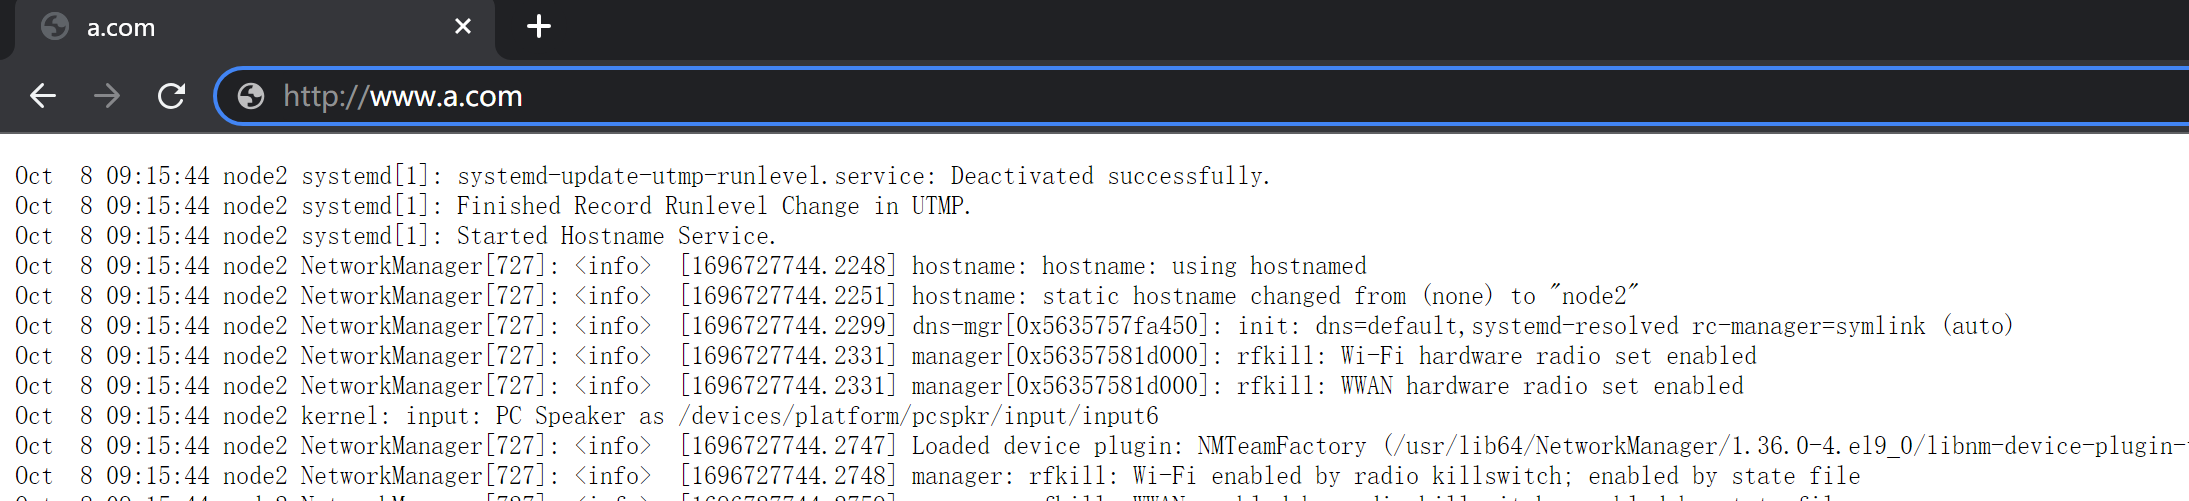 a.com
http://www.a.com
Oct  8 09:15:44 node2 systemd[1]: systemd-update-utmp-runlevel.service: Deactivated successfully.
Oct  8 09:15:44 node2 systemd[1]: Finished Record Runlevel Change in UTMP.
Oct  8 09:15:44 node2 systemd[1]: Started Hostname Service.
Oct  8 09:15:44 node2 NetworkManager[727]: <info>  [1696727744.2248] hostname: hostname: using hostnamed
Oct  8 09:15:44 node2 NetworkManager[727]: <info>  [1696727744.2251] hostname: static hostname changed from (none) to "node2"
Oct  8 09:15:44 node2 NetworkManager[727]: <info>  [1696727744.2299] dns-mgr[0x5635757fa450]: init: dns=default,systemd-resolved rc-manager=symlink (auto)
Oct  8 09:15:44 node2 NetworkManager[727]: <info>  [1696727744.2331] manager[0x56357581d000]: rfkill: Wi-Fi hardware radio set enabled
Oct  8 09:15:44 node2 NetworkManager[727]: <info>  [1696727744.2331] manager[0x56357581d000]: rfkill: WWAN hardware radio set enabled
Oct  8 09:15:44 node2 kernel: input: PC Speaker as /devices/platform/pcspkr/input/input6
Oct  8 09:15:44 node2 NetworkManager[727]: <info>  [1696727744.2747] Loaded device plugin: NMTeamFactory (/usr/lib64/NetworkManager/1.36.0-4.el9_0/libnm-device-plugin-
Oct  8 09:15:44 node2 NetworkManager[727]: <info>  [1696727744.2748] manager: rfkill: Wi-Fi enabled by radio killswitch; enabled by state file